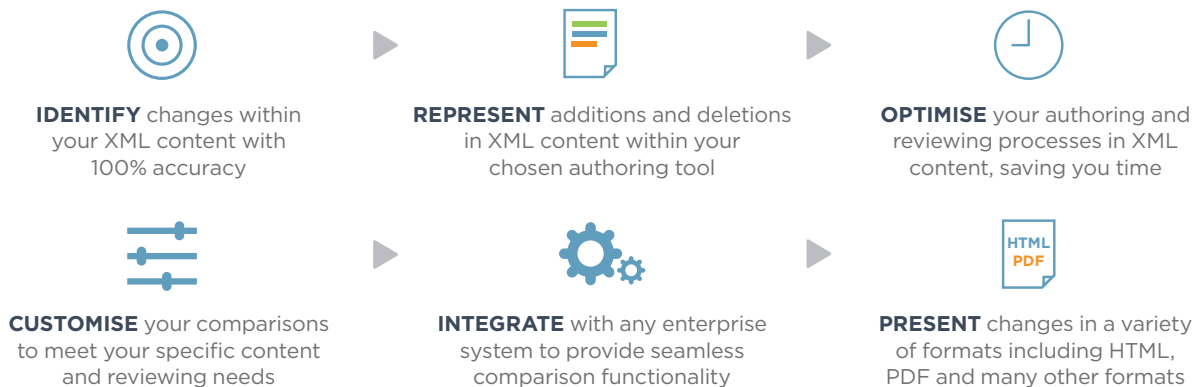 IDENTIFY changes within
your XML content with
100% accuracy
REPRESENT additions and deletions
in XML content within your
chosen authoring tool
OPTIMISE your authoring and
reviewing processes in XML
content, saving you time
HTML
PDF
CUSTOMISE your comparisons
to meet your specific content
and reviewing needs
INTEGRATE with any enterprise
system to provide seamless
comparison functionality
PRESENT changes in a variety
of formats including HTML,
PDF and many other formats